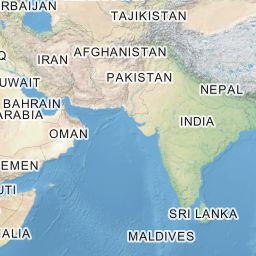 RBAIJAN
TAJIKISTAN
AFGHANISTAN
IRAN
Q
PAKISTAN
UWAIT
NEPAL
BAHRAIN
ARABIA
INDIA
OMAN
EMEN
UTI
SRI LANKA
ALIA
MALDIVES